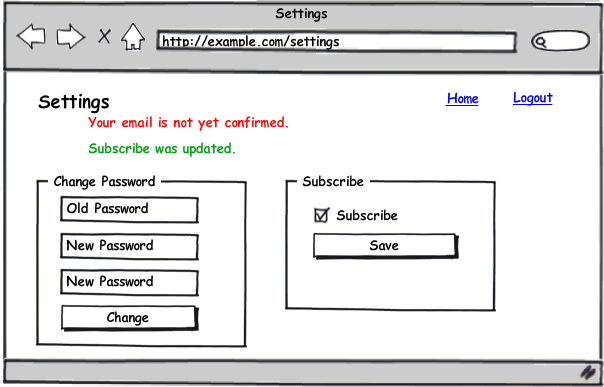 Settings
http://example.com/settings
Settings
Home
Logout
Your email is not yet confirmed.
Subscribe was updated.
Change Password
Old Password
New Password
New Password
Change
Subscribe
Subscribe
Save